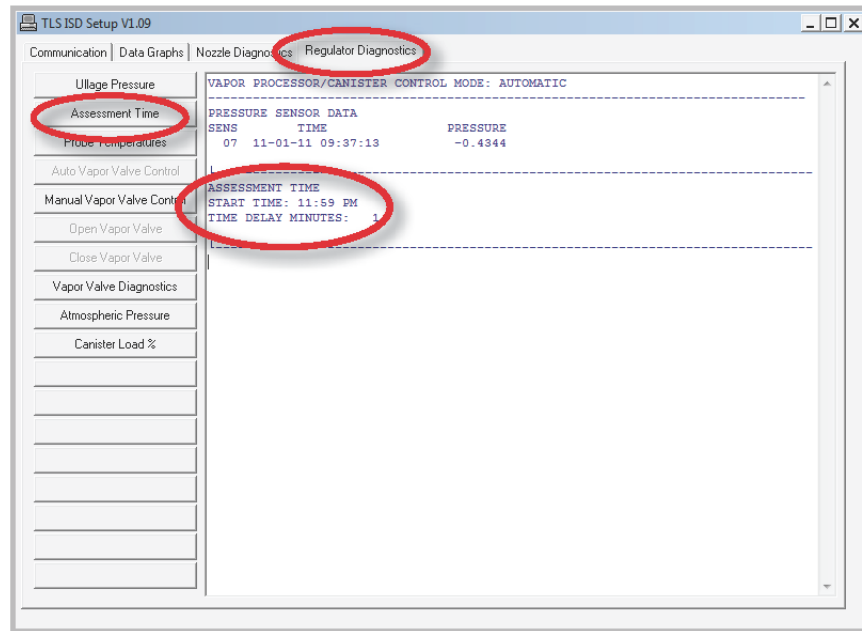 TLS ISD Setup V1.09
Communication Data Graphs Nozzle Diagnostics Regulator Diagnostics
Ullage Pressure
Assessment Time
Probe Temperatures
Auto Vapor Valve Control
Manual Vapor Valve Control
Open Vapor Valve
Close Vapor Valve
Vapor Valve Diagnostics
Atmospheric Pressure
Canister Load %
VAPOR PROCESSOR/CANISTER CONTROL MODE: AUTOMATIC
PRESSURE SENSOR DATA
SENS TIME PRESSURE
07 11-01-11 09:37:13 -0.4344
ASSESSMENT TIME
START TIME: 11:59 PM
TIME DELAY MINUTES: 1